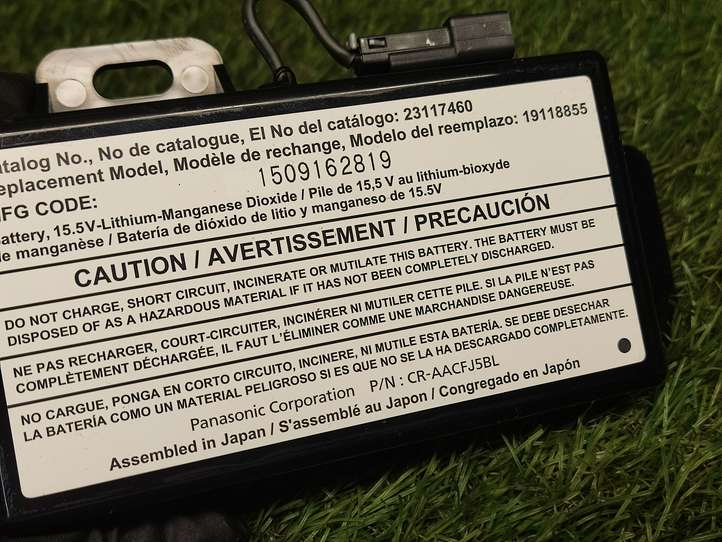 atalog No., No de catalogue, El No del catálogo: 23117460
eplacement Model, Modèle de rechange, Modelo del reemplazo: 19118855
FG CODE: 1509162819
attery, 15.5V-Lithium-Manganese Dioxide / Pile de 15,5 V au lithium-bioxyde
e manganèse / Batería de dióxido de litio y manganeso de 15.5V
CAUTION / AVERTISSEMENT / PRECAUCIÓN
DO NOT CHARGE, SHORT CIRCUIT, INCINERATE OR MUTILATE THIS BATTERY. THE BATTERY MUST BE
DISPOSED OF AS A HAZARDOUS MATERIAL IF IT HAS NOT BEEN COMPLETELY DISCHARGED.
NE PAS RECHARGER, COURT-CIRCUITER, INCINÉRER NI MUTILER CETTE PILE. SI LA PILE N'EST PAS
COMPLÈTEMENT DÉCHARGÉE, IL FAUT L'ÉLIMINER COMME UNE MARCHANDISE DANGEREUSE.
NO CARGUE, PONGA EN CORTO CIRCUITO, INCINERE, NI MUTILE ESTA BATERÍA. SE DEBE DESECHAR
LA BATERÍA COMO UN MATERIAL PELIGROSO SI ES QUE NO SE LA HA DESCARGADO COMPLETAMENTE.
Panasonic Corporation P/N : CR-AACFJ5BL
Assembled in Japan / S'assemblé au Japon / Congregado en Japón